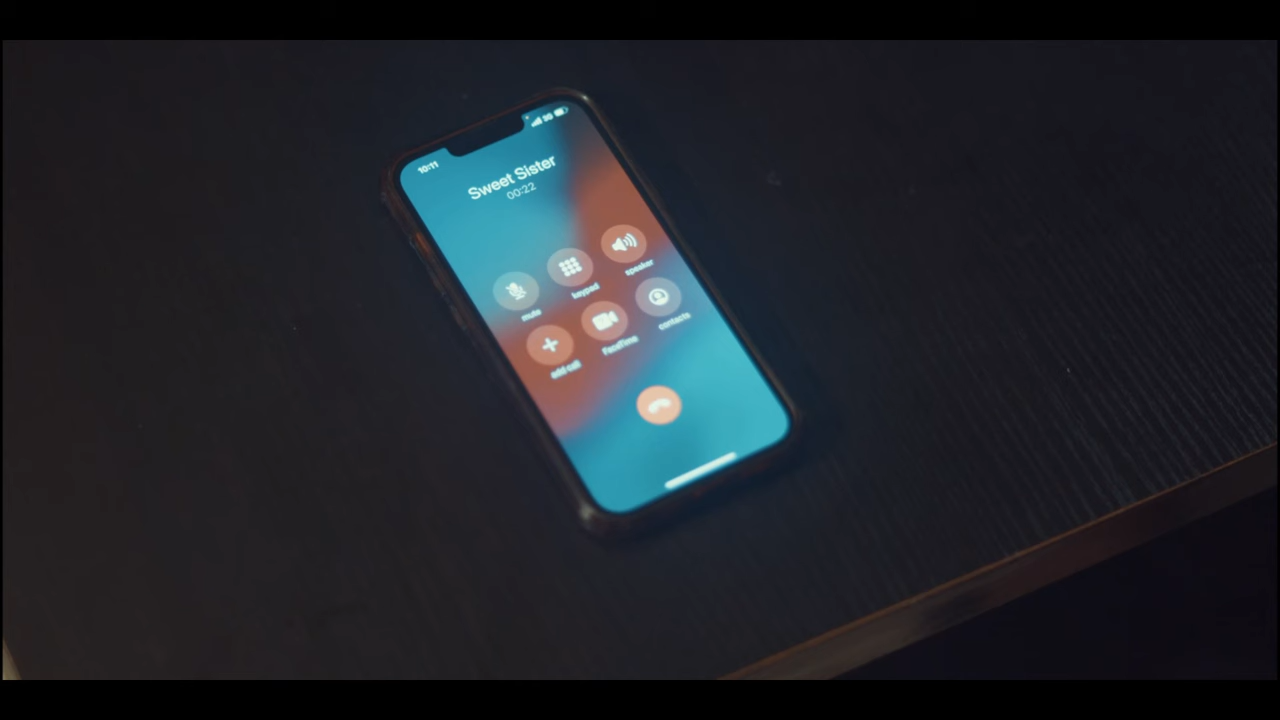 10:11
5G
Sweet Sister
00:22
mute
keypad
speaker
add call
FaceTime
contacts